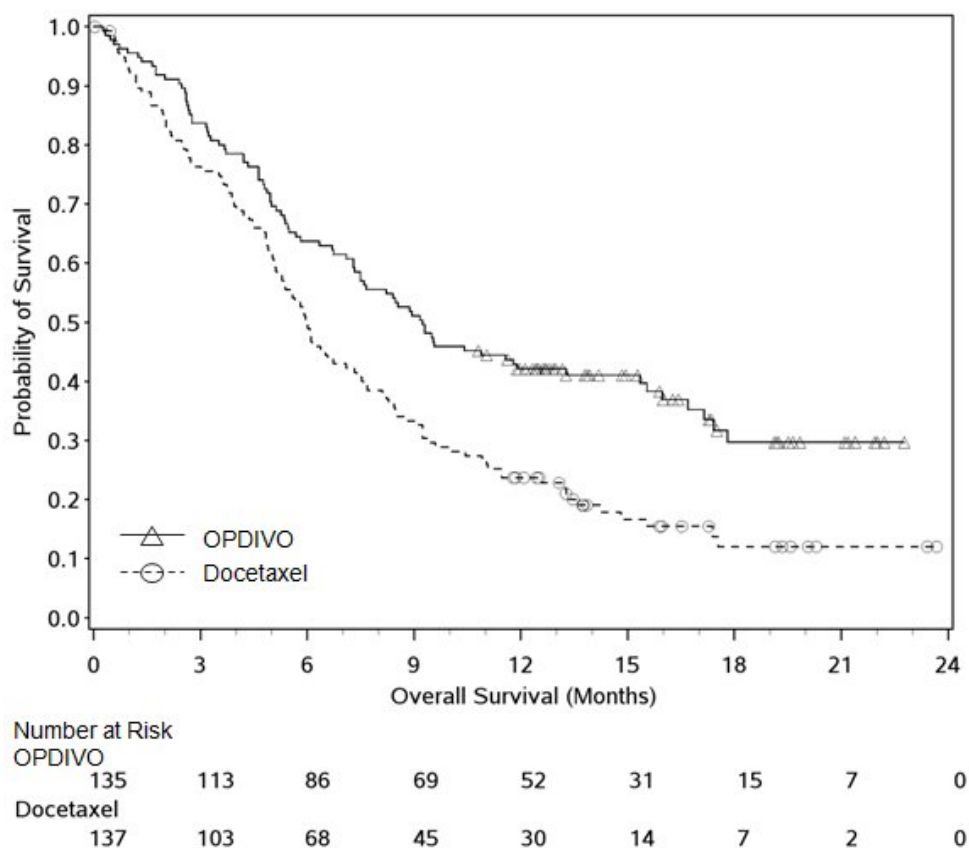 1.0
0.9
0.8
0.7
0.6
0.5
0.4
0.3
0.2
0.1
0.0
Probability of Survival
OPDIVO
Docetaxel
0 3 6 9 12 15 18 21 24
Overall Survival (Months)
Number at Risk
OPDIVO
135 113 86 69 52 31 15 7 0
Docetaxel
137 103 68 45 30 14 7 2 0